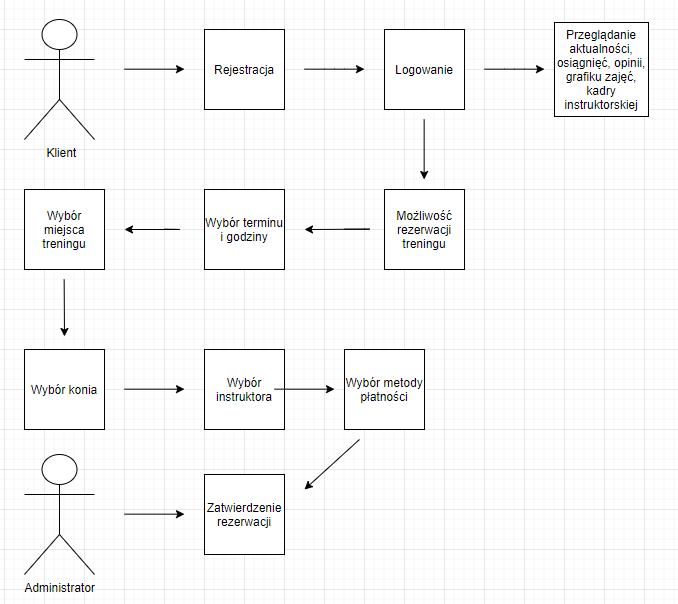 Klient
Rejestracja
Logowanie
Przeglądanie
aktualności,
osiągnięć, opinii,
grafiku zajęć,
kadry
instruktorskiej
Możliwość
rezerwacji
treningu
Wybór terminu
i godziny
Wybór
miejsca
treningu
Wybór konia
Wybór
instruktora
Wybór metody
płatności
Administrator
Zatwierdzenie
rezerwacji